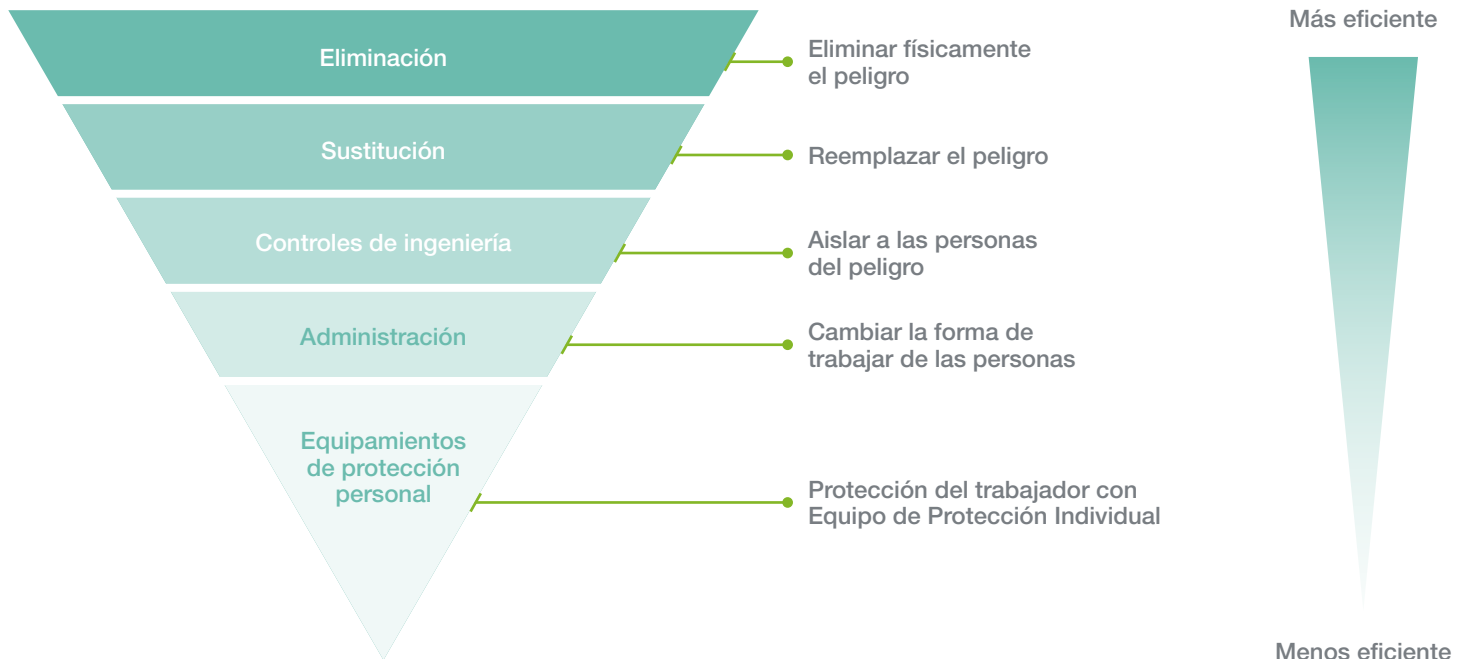 Más eficiente
Eliminación
Eliminar físicamente
el peligro
Sustitución
Reemplazar el peligro
Controles de ingeniería
Aislar a las personas
del peligro
Administración
Cambiar la forma de
trabajar de las personas
Equipamientos
de protección
personal
Protección del trabajador con
Equipo de Protección Individual
Menos eficiente